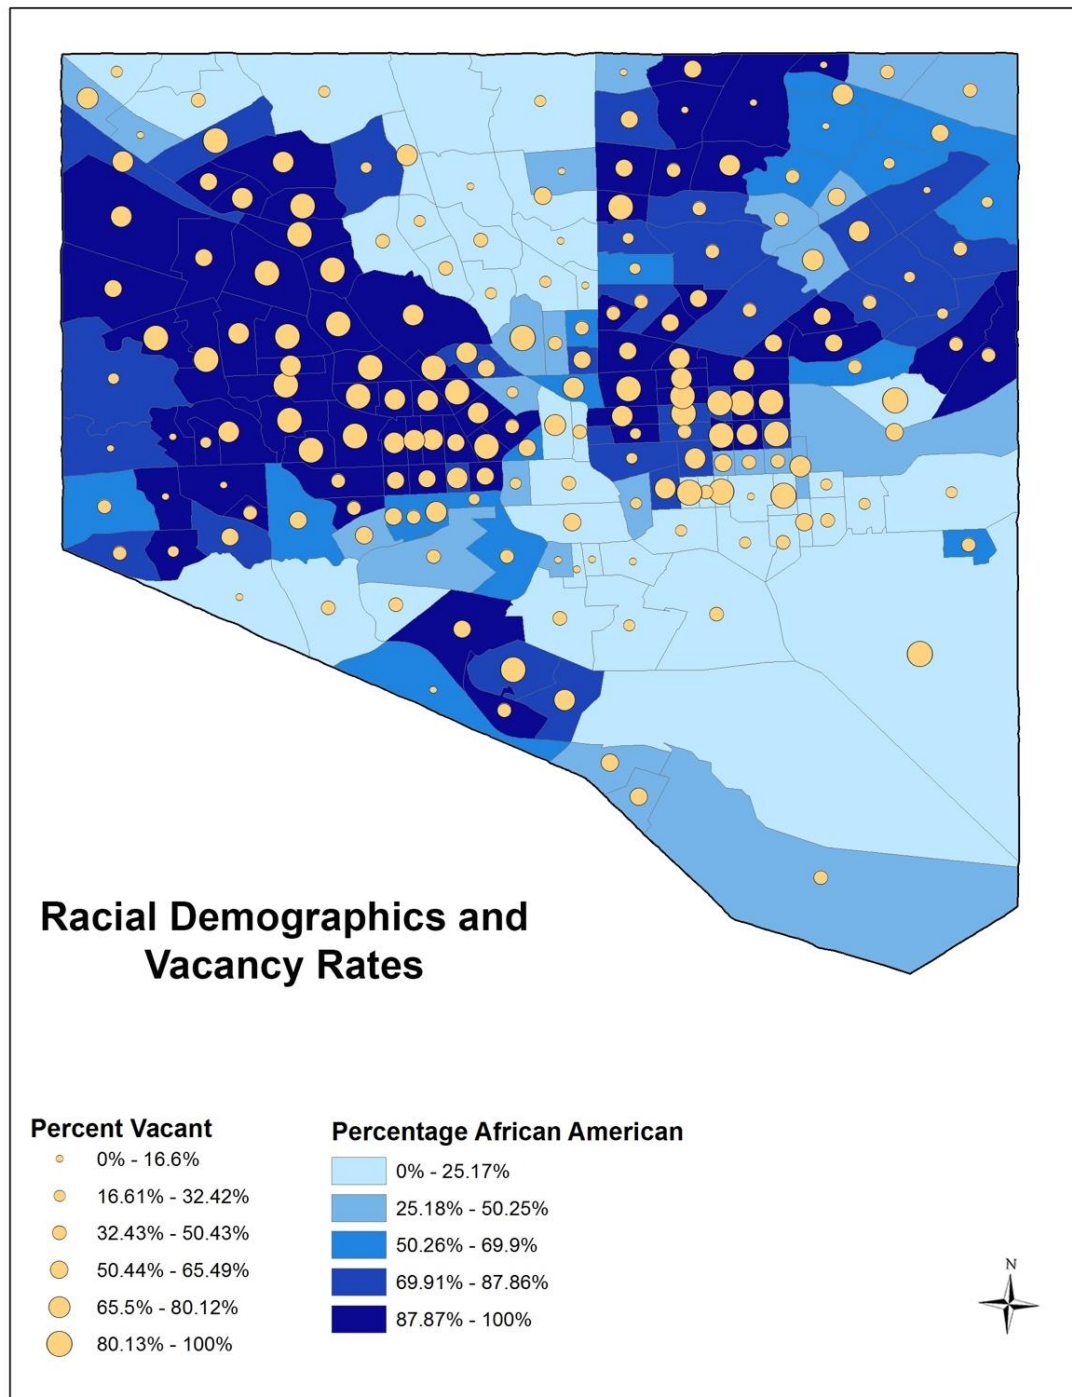 Racial Demographics and
Vacancy Rates
Percent Vacant
0% - 16.6%
16.61% - 32.42%
32.43% - 50.43%
50.44% - 65.49%
65.5% - 80.12%
80.13% - 100%
Percentage African American
0% - 25.17%
25.18% - 50.25%
50.26% - 69.9%
69.91% - 87.86%
87.87% - 100%
N